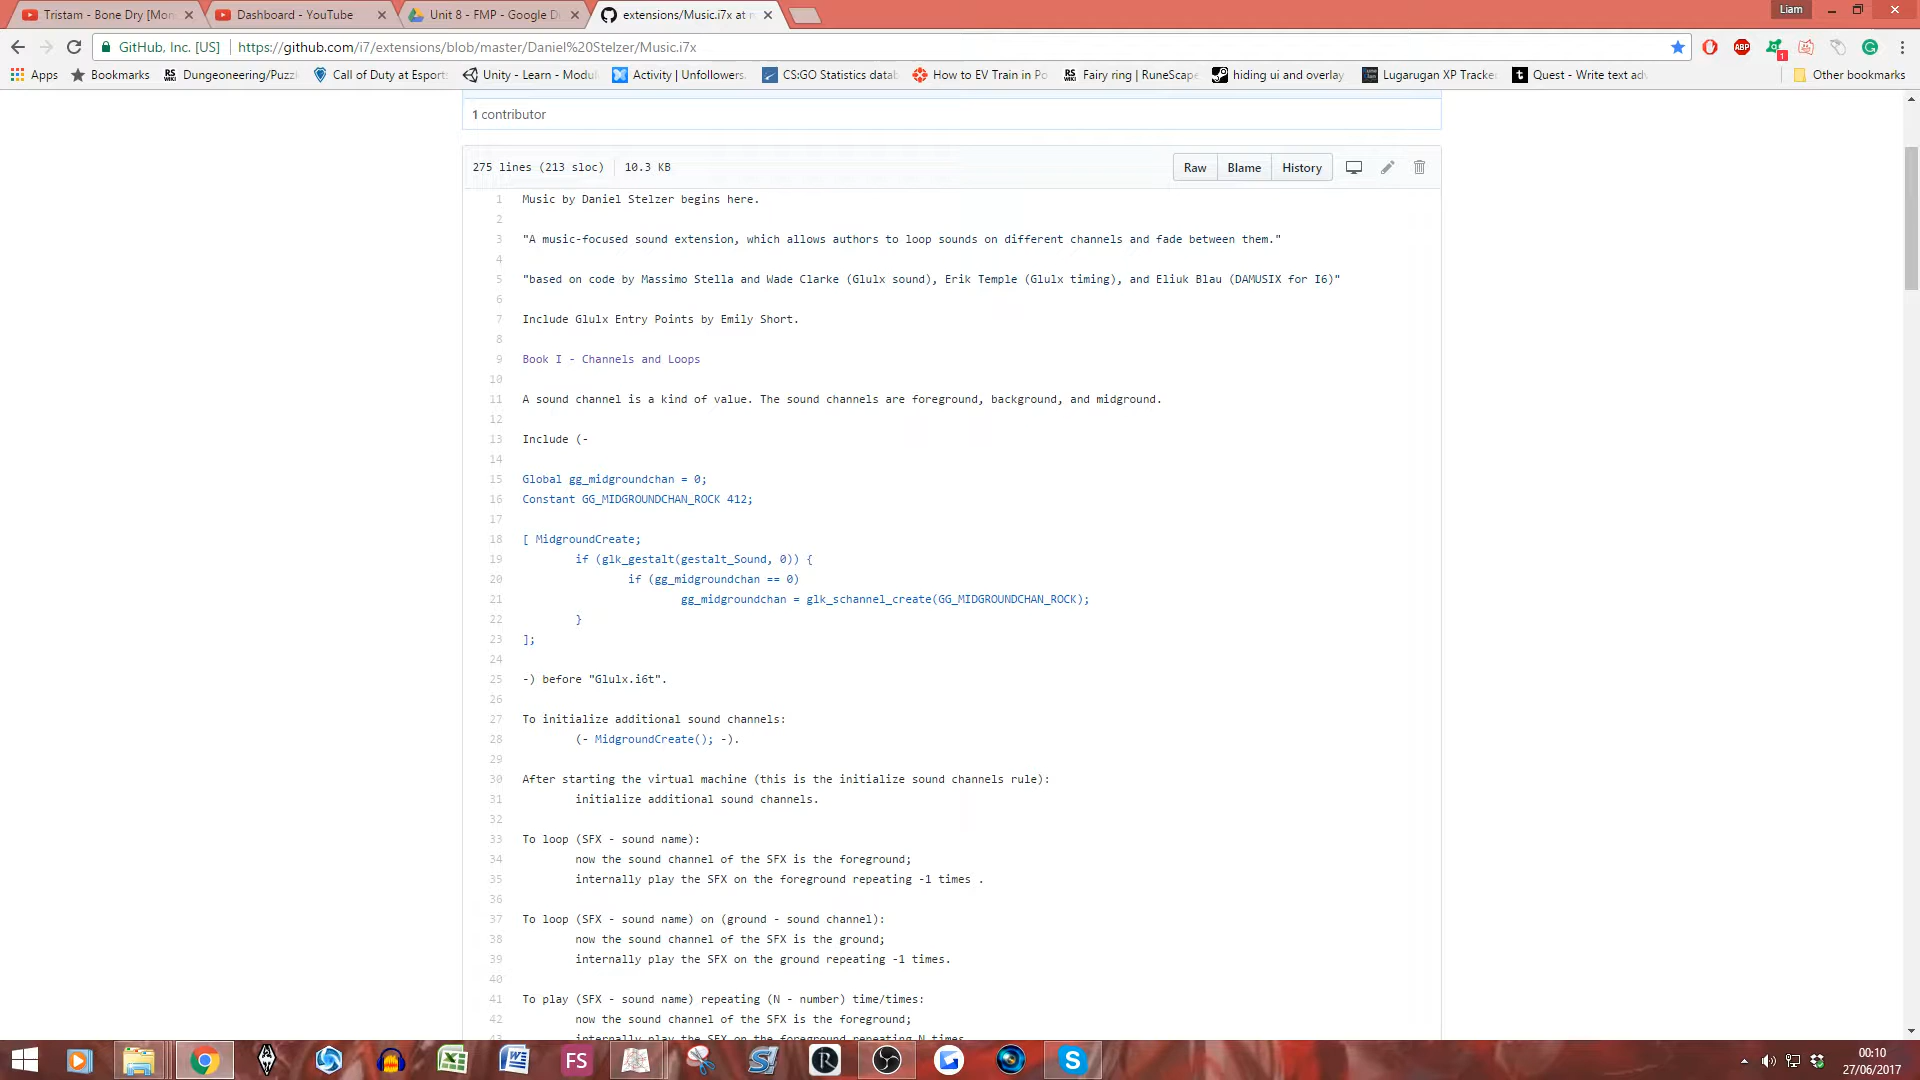 Tristam - Bone Dry [Mon
Dashboard - YouTube
Unit 8 - FMP - Google D
extensions/Music.i7x at m
Liam
GitHub, Inc. [US] https://github.com/i7/extensions/blob/master/Daniel%20Stelzer/Music.i7x
Apps Bookmarks Dungeoneering/Puzzl Call of Duty at Esport Unity - Learn - Modul Activity | Unfollowers. CS:GO Statistics datab How to EV Train in Po Fairy ring | RuneScape hiding ui and overlay Lugarugan XP Tracke Quest - Write text adv Other bookmarks
1 contributor
275 lines (213 sloc) 10.3 KB Raw Blame History
1 Music by Daniel Stelzer begins here.
2
3 "A music-focused sound extension, which allows authors to loop sounds on different channels and fade between them."
4
5 "based on code by Massimo Stella and Wade Clarke (Glulx sound), Erik Temple (Glulx timing), and Eliuk Blau (DAMUSIX for I6)"
6
7 Include Glulx Entry Points by Emily Short.
8
9 Book I - Channels and Loops
10
11 A sound channel is a kind of value. The sound channels are foreground, background, and midground.
12
13 Include (-
14
15 Global gg_midgroundchan = 0;
16 Constant GG_MIDGROUNDCHAN_ROCK 412;
17
18 [ MidgroundCreate;
19 if (glk_gestalt(gestalt_Sound, 0)) {
20 if (gg_midgroundchan == 0)
21 gg_midgroundchan = glk_schannel_create(GG_MIDGROUNDCHAN_ROCK);
22 }
23 ];
24
25 -) before "Glulx.i6t".
26
27 To initialize additional sound channels:
28 (- MidgroundCreate(); -).
29
30 After starting the virtual machine (this is the initialize sound channels rule):
31 initialize additional sound channels.
32
33 To loop (SFX - sound name):
34 now the sound channel of the SFX is the foreground;
35 internally play the SFX on the foreground repeating -1 times .
36
37 To loop (SFX - sound name) on (ground - sound channel):
38 now the sound channel of the SFX is the ground;
39 internally play the SFX on the ground repeating -1 times.
40
41 To play (SFX - sound name) repeating (N - number) time/times:
42 now the sound channel of the SFX is the foreground;
43 internally play the SFX on the foreground repeating N times
00:10
27/06/2017